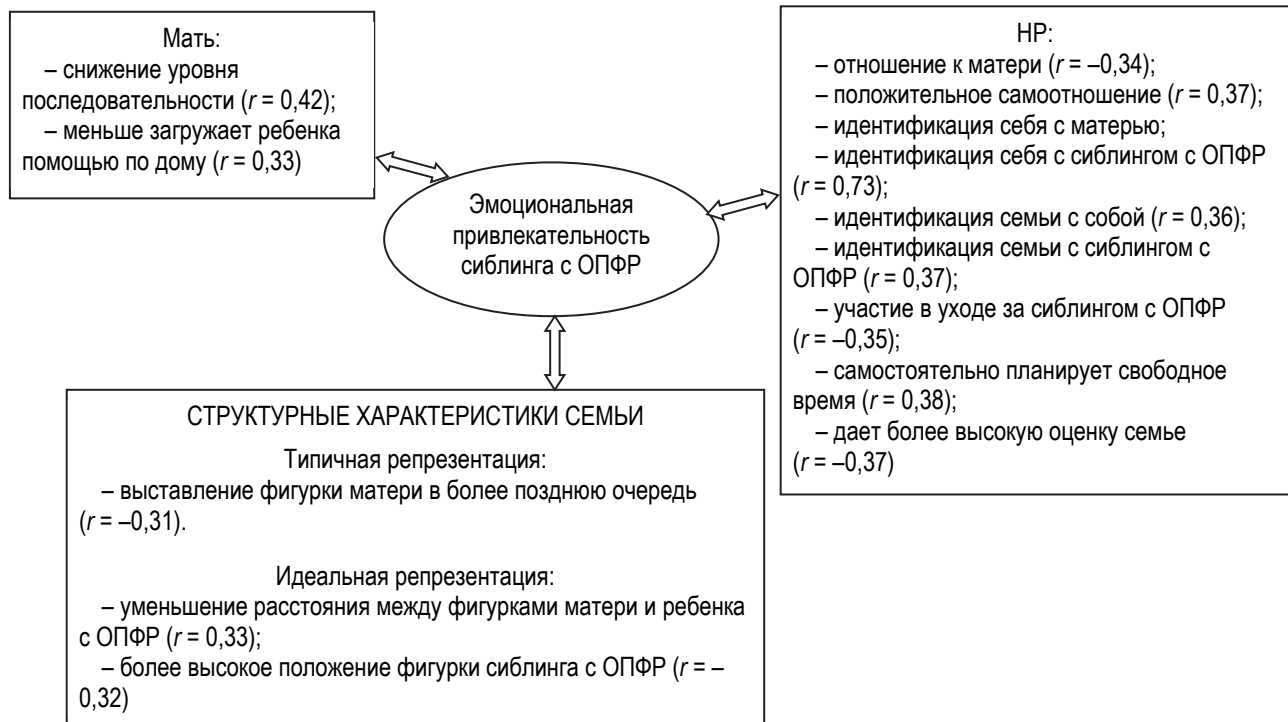 Мать:
– снижение уровня
последовательности (r = 0,42);
– меньше загружает ребенка
помощью по дому (r = 0,33)
Эмоциональная
привлекательность
сиблинга с ОПФР
НР:
– отношение к матери (r = –0,34);
– положительное самоотношение (r = 0,37);
– идентификация себя с матерью;
– идентификация себя с сиблингом с ОПФР
(r = 0,73);
– идентификация семьи с собой (r = 0,36);
– идентификация семьи с сиблингом с
ОПФР (r = 0,37);
– участие в уходе за сиблингом с ОПФР
(r = –0,35);
– самостоятельно планирует свободное
время (r = 0,38);
– дает более высокую оценку семье
(r = –0,37)
СТРУКТУРНЫЕ ХАРАКТЕРИСТИКИ СЕМЬИ
Типичная репрезентация:
– выставление фигурки матери в более позднюю очередь
(r = –0,31).
Идеальная репрезентация:
– уменьшение расстояния между фигурками матери и ребенка
с ОПФР (r = 0,33);
– более высокое положение фигурки сиблинга с ОПФР (r = –
0,32)